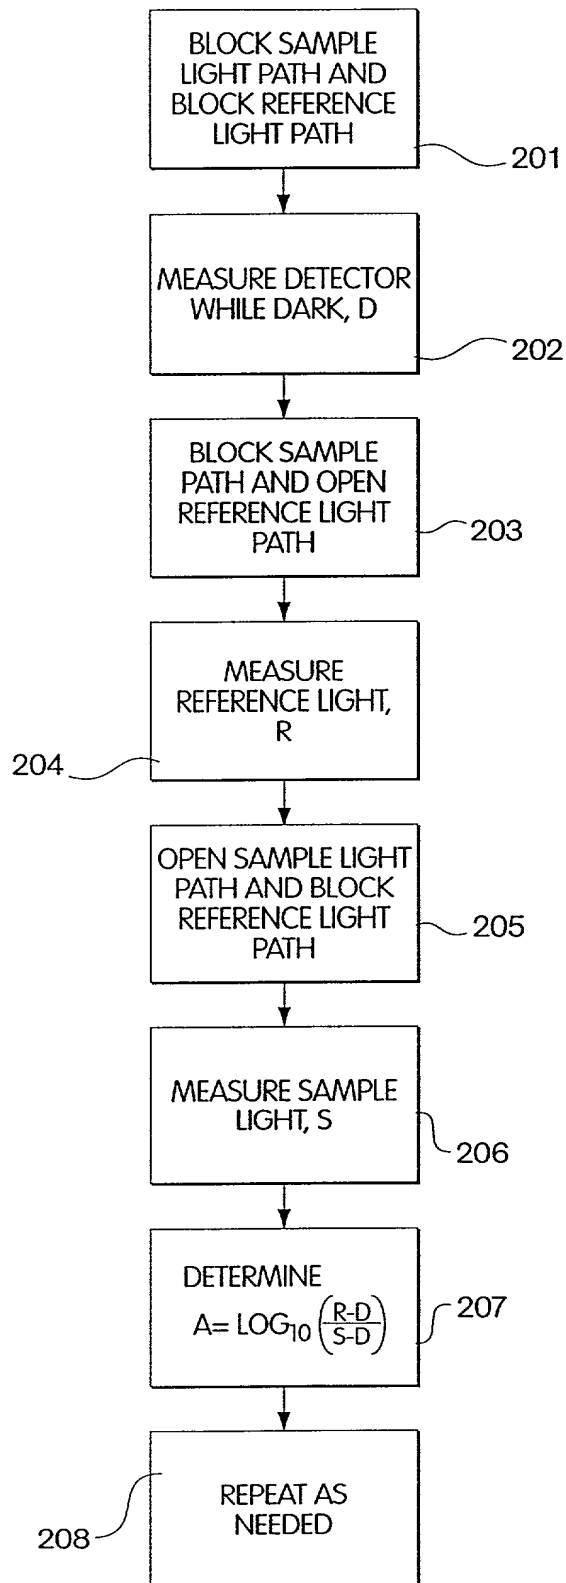 BLOCK SAMPLE
LIGHT PATH AND
BLOCK REFERENCE
LIGHT PATH
201
MEASURE DETECTOR
WHILE DARK, D
202
BLOCK SAMPLE
PATH AND OPEN
REFERENCE LIGHT
PATH
203
MEASURE
REFERENCE LIGHT,
R
204
OPEN SAMPLE LIGHT
PATH AND BLOCK
REFERENCE LIGHT
PATH
205
MEASURE SAMPLE
LIGHT, S
206
DETERMINE
A= LOG₁₀ (R-D/S-D)
207
REPEAT AS
NEEDED
208